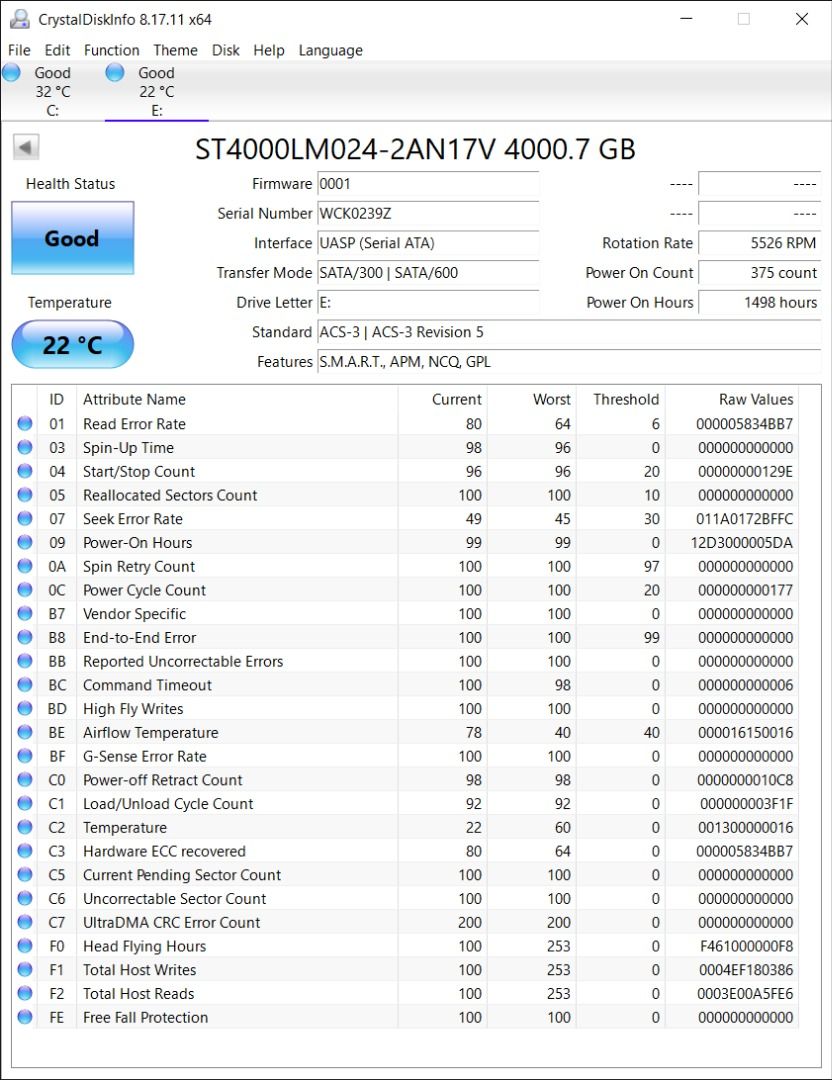 CrystalDiskInfo 8.17.11 x64
File Edit Function Theme Disk Help Language
Good Good
32 °C 22 °C
C: E:
ST4000LM024-2AN17V 4000.7 GB
Health Status
Good
Temperature
22 °C
Firmware 0001 ---- ----
Serial Number WCK0239Z ---- ----
Interface UASP (Serial ATA) Rotation Rate 5526 RPM
Transfer Mode SATA/300 | SATA/600 Power On Count 375 count
Drive Letter E: Power On Hours 1498 hours
Standard ACS-3 | ACS-3 Revision 5
Features S.M.A.R.T., APM, NCQ, GPL
ID Attribute Name Current Worst Threshold Raw Values
01 Read Error Rate 80 64 6 000005834BB7
03 Spin-Up Time 98 96 0 000000000000
04 Start/Stop Count 96 96 20 00000000129E
05 Reallocated Sectors Count 100 100 10 000000000000
07 Seek Error Rate 49 45 30 011A0172BFFC
09 Power-On Hours 99 99 0 12D3000005DA
0A Spin Retry Count 100 100 97 000000000000
0C Power Cycle Count 100 100 20 000000000177
B7 Vendor Specific 100 100 0 000000000000
B8 End-to-End Error 100 100 99 000000000000
BB Reported Uncorrectable Errors 100 100 0 000000000000
BC Command Timeout 100 98 0 000000000006
BD High Fly Writes 100 100 0 000000000000
BE Airflow Temperature 78 40 40 000016150016
BF G-Sense Error Rate 100 100 0 000000000000
C0 Power-off Retract Count 98 98 0 0000000010C8
C1 Load/Unload Cycle Count 92 92 0 000000003F1F
C2 Temperature 22 60 0 001300000016
C3 Hardware ECC recovered 80 64 0 000005834BB7
C5 Current Pending Sector Count 100 100 0 000000000000
C6 Uncorrectable Sector Count 100 100 0 000000000000
C7 UltraDMA CRC Error Count 200 200 0 000000000000
F0 Head Flying Hours 100 253 0 F461000000F8
F1 Total Host Writes 100 253 0 0004EF180386
F2 Total Host Reads 100 253 0 0003E00A5FE6
FE Free Fall Protection 100 100 0 000000000000